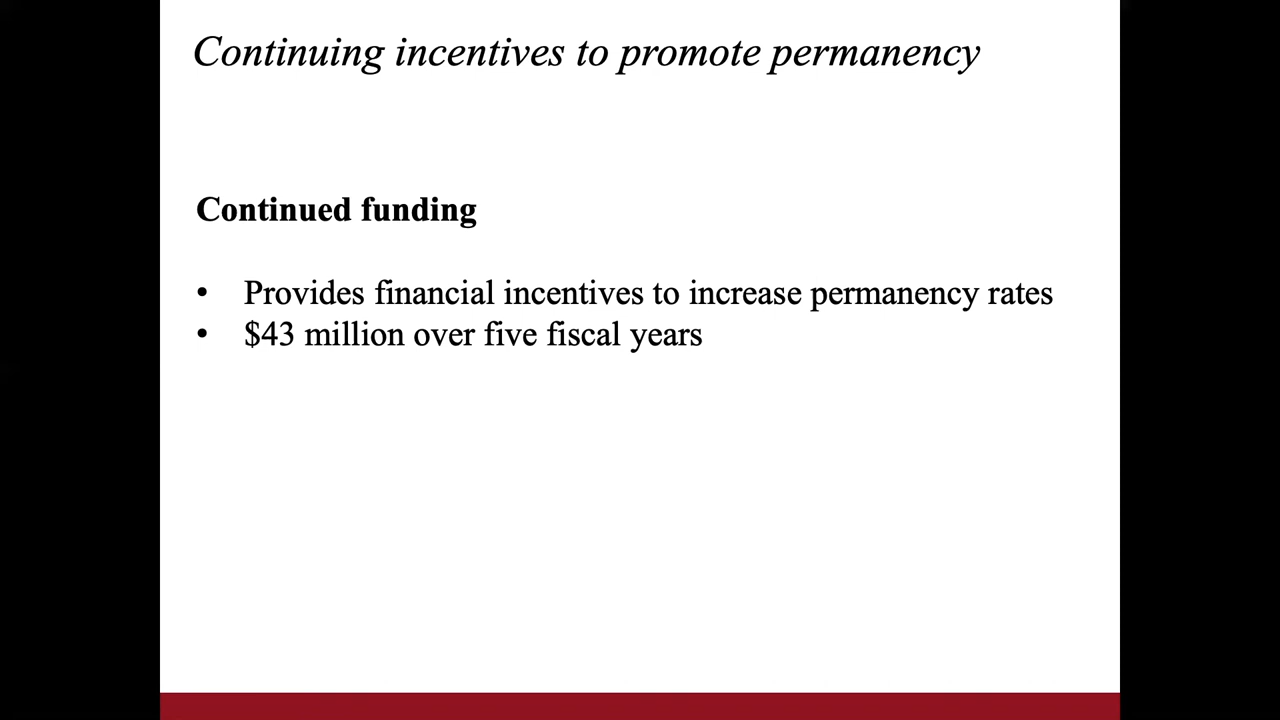 Continuing incentives to promote permanency
Continued funding
• Provides financial incentives to increase permanency rates
• $43 million over five fiscal years